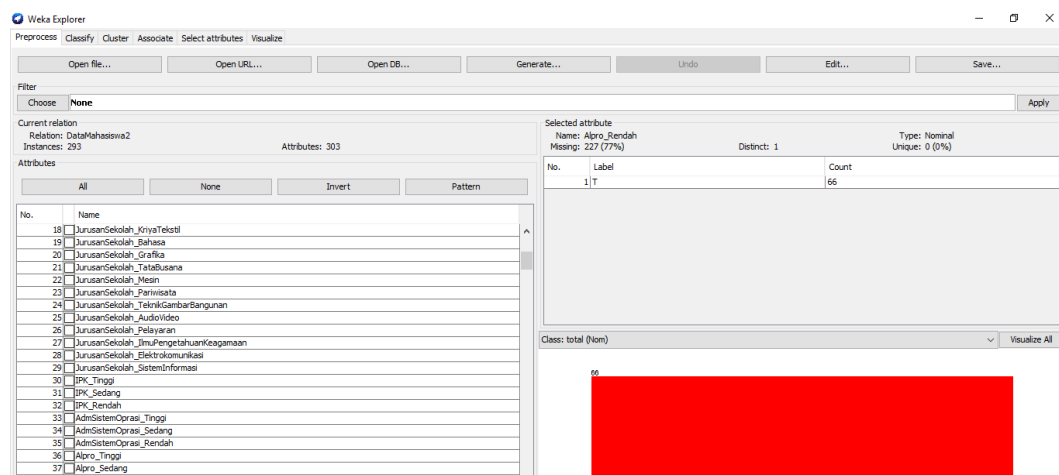 Weka Explorer
Preprocess Classify Cluster Associate Select attributes Visualize
Open file... Open URL... Open DB... Generate... Undo Edit... Save...
Filter
Choose None Apply
Current relation
Relation: DataMahasiswa2
Instances: 293 Attributes: 303
Attributes
All None Invert Pattern
No. Name
18 JurusanSekolah_KriyaTekstil
19 JurusanSekolah_Bahasa
20 JurusanSekolah_Grafika
21 JurusanSekolah_TataBusana
22 JurusanSekolah_Mesin
23 JurusanSekolah_Pariwisata
24 JurusanSekolah_TeknikGambarBangunan
25 JurusanSekolah_AudioVideo
26 JurusanSekolah_Pelayaran
27 JurusanSekolah_IlmuPengetahuanKeagamaan
28 JurusanSekolah_Elektrokomunikasi
29 JurusanSekolah_SistemInformasi
30 IPK_Tinggi
31 IPK_Sedang
32 IPK_Rendah
33 AdmSistemOprasi_Tinggi
34 AdmSistemOprasi_Sedang
35 AdmSistemOprasi_Rendah
36 Alpro_Tinggi
37 Alpro_Sedang
Selected attribute
Name: Alpro_Rendah Type: Nominal
Missing: 227 (77%) Distinct: 1 Unique: 0 (0%)
No. Label Count
1 T 66
Class: total (Nom) Visualize All
66